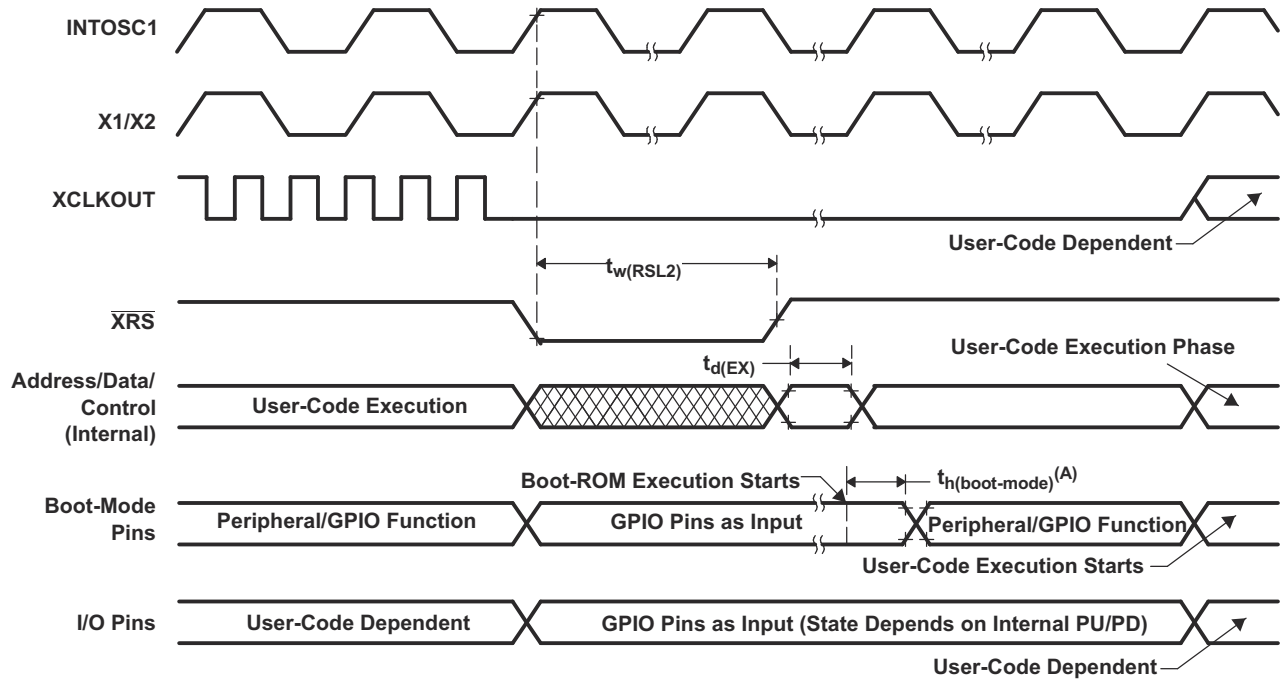 INTOSC1
X1/X2
XCLKOUT
User-Code Dependent
tw(RSL2)
XRS
User-Code Execution Phase
td(EX)
Address/Data/
Control
(Internal)
User-Code Execution
Boot-ROM Execution Starts
th(boot-mode)(A)
Boot-Mode
Pins
Peripheral/GPIO Function
GPIO Pins as Input
Peripheral/GPIO Function
User-Code Execution Starts
I/O Pins
User-Code Dependent
GPIO Pins as Input (State Depends on Internal PU/PD)
User-Code Dependent